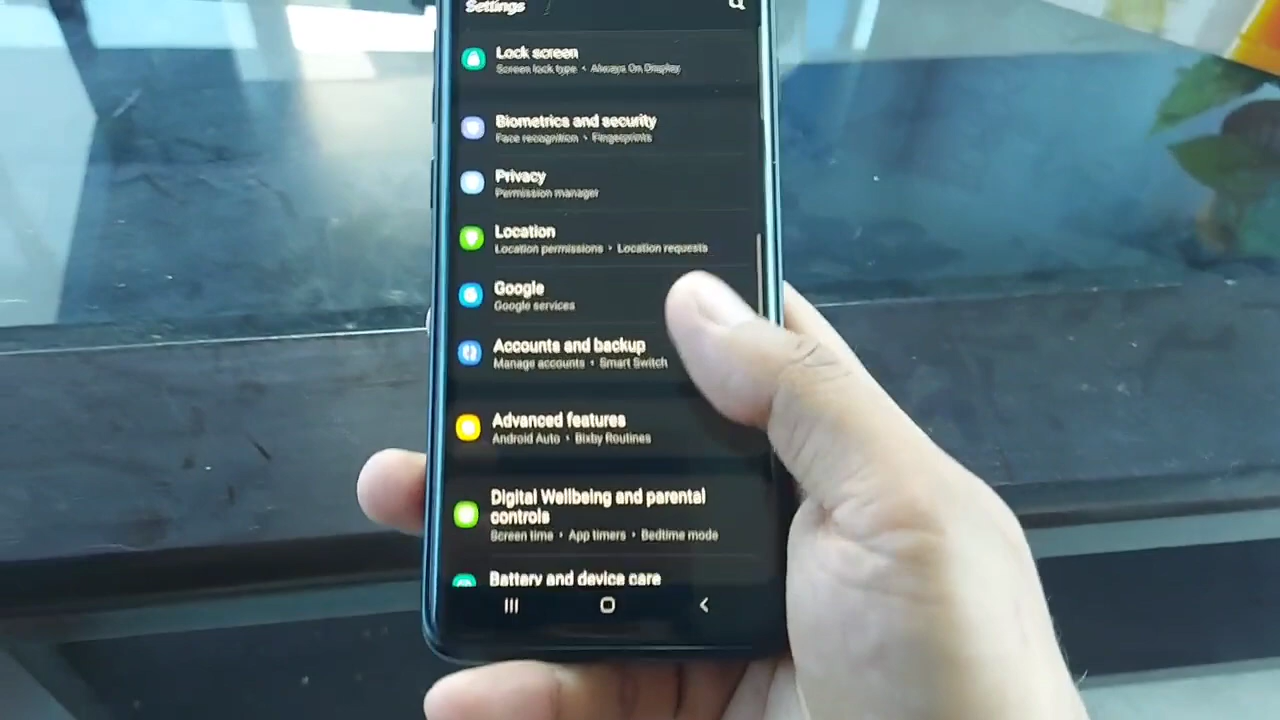 Settings
Lock screen
Screen lock type • Always On Display
Biometrics and security
Face recognition • Fingerprints
Privacy
Permission manager
Location
Location permissions • Location requests
Google
Google services
Accounts and backup
Manage accounts • Smart Switch
Advanced features
Android Auto • Bixby Routines
Digital Wellbeing and parental
controls
Screen time • App timers • Bedtime mode
Battery and device care